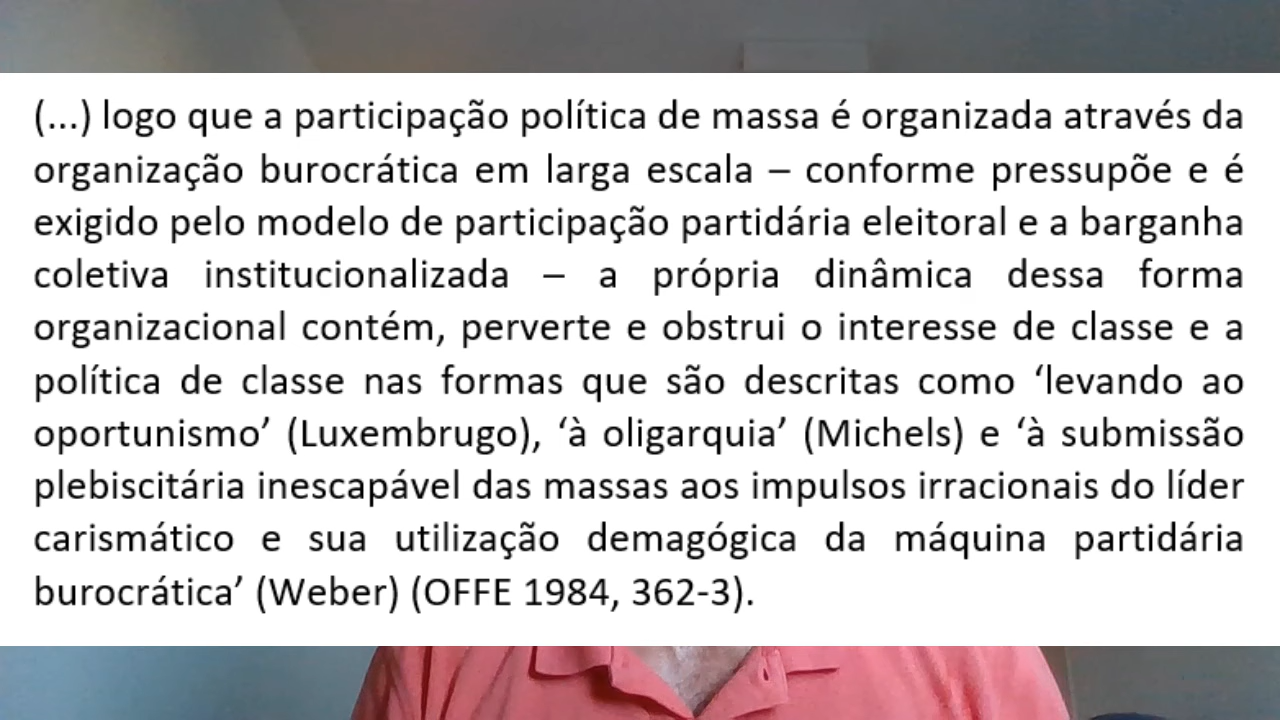 (...) logo que a participação política de massa é organizada através da
organização burocrática em larga escala – conforme pressupõe e é
exigido pelo modelo de participação partidária eleitoral e a barganha
coletiva institucionalizada – a própria dinâmica dessa forma
organizacional contém, perverte e obstrui o interesse de classe e a
política de classe nas formas que são descritas como ‘levando ao
oportunismo’ (Luxembrugo), ‘à oligarquia’ (Michels) e ‘à submissão
plebiscitária inescapável das massas aos impulsos irracionais do líder
carismático e sua utilização demagógica da máquina partidária
burocrática’ (Weber) (OFFE 1984, 362-3).